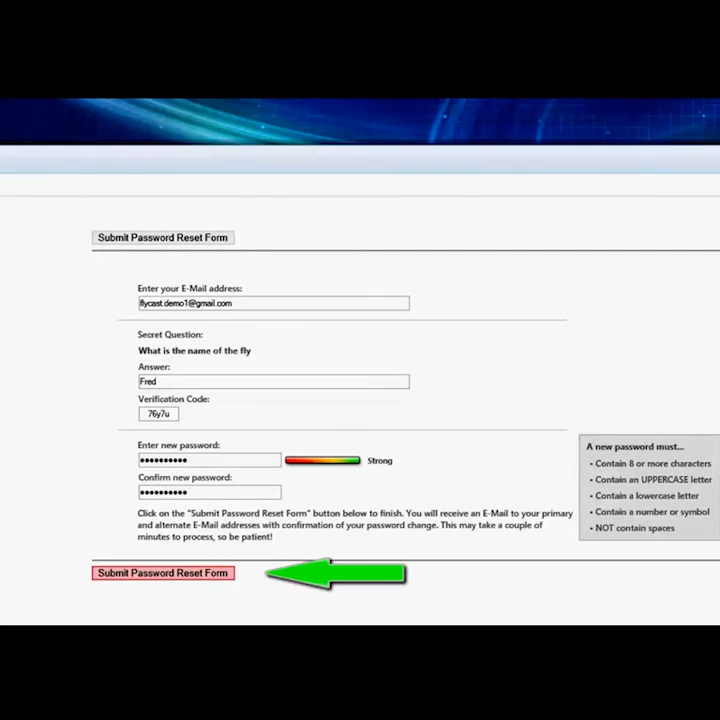 Submit Password Reset Form
Enter your E-Mail address:
flycast.demo1@gmail.com
Secret Question:
What is the name of the fly
Answer:
Fred
Verification Code:
76y7u
Enter new password:
••••••••••
Strong
Confirm new password:
••••••••••
A new password must...
• Contain 8 or more characters
• Contain an UPPERCASE letter
• Contain a lowercase letter
• Contain a number or symbol
• NOT contain spaces
Click on the "Submit Password Reset Form" button below to finish. You will receive an E-Mail to your primary
and alternate E-Mail addresses with confirmation of your password change. This may take a couple of
minutes to process, so be patient!
Submit Password Reset Form